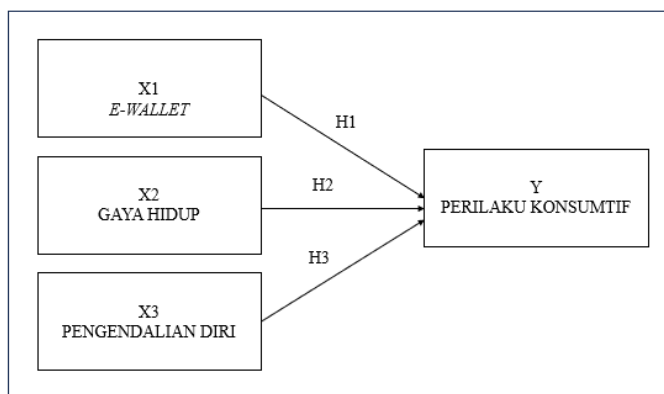 X1
E-WALLET
H1
X2
GAYA HIDUP
H2
Y
PERILAKU KONSUMTIF
H3
X3
PENGENDALIAN DIRI